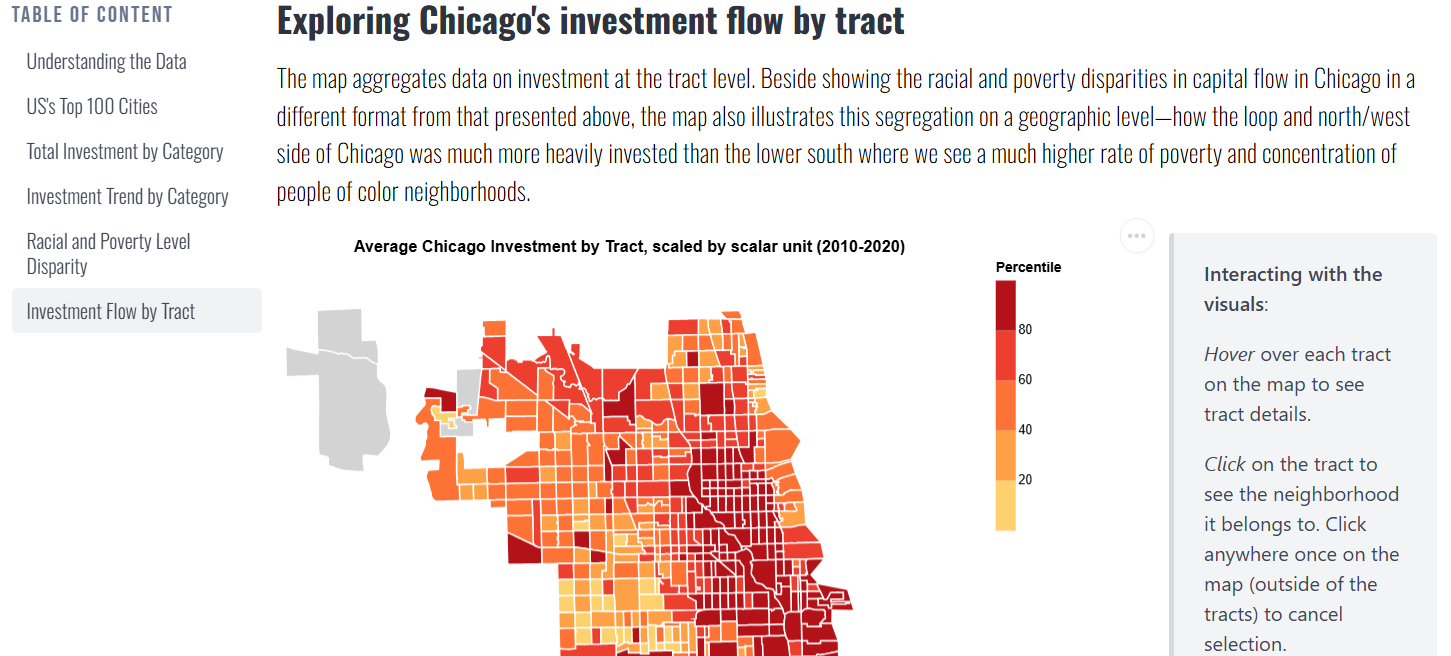 TABLE OF CONTENT
Understanding the Data
US's Top 100 Cities
Total Investment by Category
Investment Trend by Category
Racial and Poverty Level
Disparity
Investment Flow by Tract
Exploring Chicago's investment flow by tract
The map aggregates data on investment at the tract level. Beside showing the racial and poverty disparities in capital flow in Chicago in a
different format from that presented above, the map also illustrates this segregation on a geographic level—how the loop and north/west
side of Chicago was much more heavily invested than the lower south where we see a much higher rate of poverty and concentration of
people of color neighborhoods.
Average Chicago Investment by Tract, scaled by scalar unit (2010-2020)
Percentile
80
60
40
20
Interacting with the
visuals:
Hover over each tract
on the map to see
tract details.
Click on the tract to
see the neighborhood
it belongs to. Click
anywhere once on the
map (outside of the
tracts) to cancel
selection.